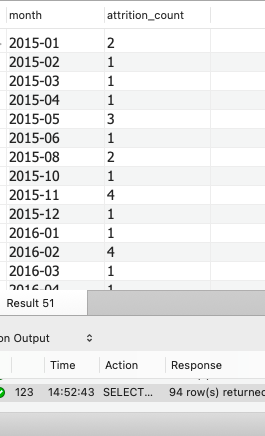 month attrition_count
2015-01 2
2015-02 1
2015-03 1
2015-04 1
2015-05 3
2015-06 1
2015-08 2
2015-10 1
2015-11 4
2015-12 1
2016-01 1
2016-02 4
2016-03 1
2016-04 1
Result 51
on Output
Time Action Response
123 14:52:43 SELECT... 94 row(s) returned